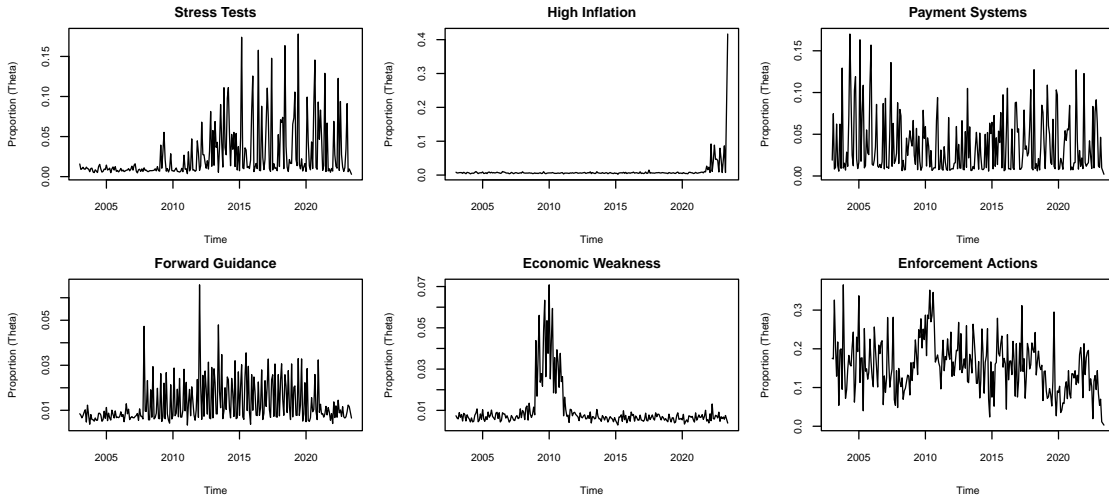 Stress Tests
Proportion (Theta)
0.00 0.05 0.10 0.15
2005 2010 2015 2020
Time
High Inflation
Proportion (Theta)
0.0 0.1 0.2 0.3 0.4
2005 2010 2015 2020
Time
Payment Systems
Proportion (Theta)
0.00 0.05 0.10 0.15
2005 2010 2015 2020
Time
Forward Guidance
Proportion (Theta)
0.01 0.03 0.05
2005 2010 2015 2020
Time
Economic Weakness
Proportion (Theta)
0.01 0.03 0.05 0.07
2005 2010 2015 2020
Time
Enforcement Actions
Proportion (Theta)
0.0 0.1 0.2 0.3
2005 2010 2015 2020
Time